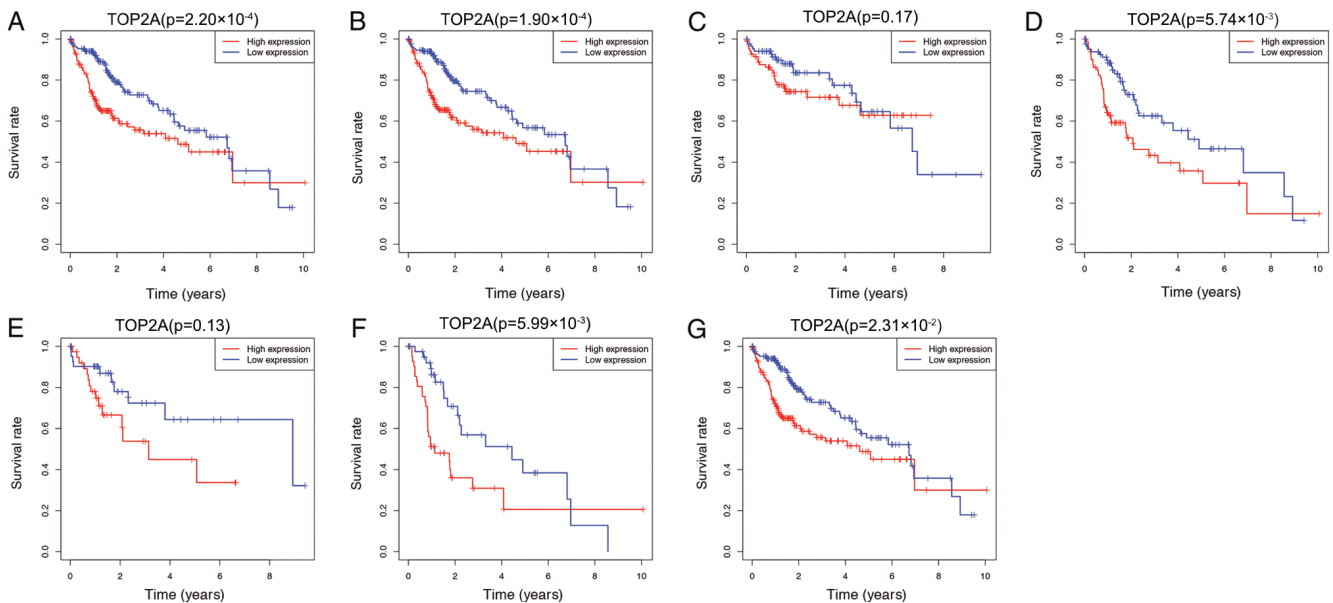 A
TOP2A(p=2.20×10-4)
High expression
Low expression
Survival rate
0.0 0.2 0.4 0.6 0.8 1.0
0 2 4 6 8 10
Time (years)
B
TOP2A(p=1.90×10-4)
High expression
Low expression
Survival rate
0.0 0.2 0.4 0.6 0.8 1.0
0 2 4 6 8 10
Time (years)
C
TOP2A(p=0.17)
High expression
Low expression
Survival rate
0.0 0.2 0.4 0.6 0.8 1.0
0 2 4 6 8
Time (years)
D
TOP2A(p=5.74×10-3)
High expression
Low expression
Survival rate
0.0 0.2 0.4 0.6 0.8 1.0
0 2 4 6 8 10
Time (years)
E
TOP2A(p=0.13)
High expression
Low expression
Survival rate
0.0 0.2 0.4 0.6 0.8 1.0
0 2 4 6 8
Time (years)
F
TOP2A(p=5.99×10-3)
High expression
Low expression
Survival rate
0.0 0.2 0.4 0.6 0.8 1.0
0 2 4 6 8 10
Time (years)
G
TOP2A(p=2.31×10-2)
High expression
Low expression
Survival rate
0.0 0.2 0.4 0.6 0.8 1.0
0 2 4 6 8 10
Time (years)